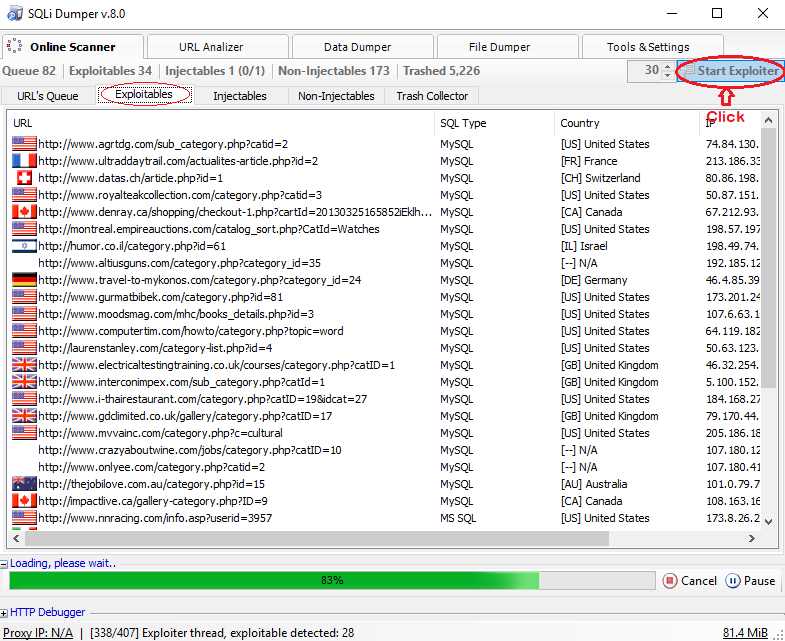 SQLi Dumper v.8.0
Online Scanner URL Analizer Data Dumper File Dumper Tools & Settings
Queue 82 Exploitables 34 Injectables 1 (0/1) Non-Injectables 173 Trashed 5,226 30 Start Exploiter
URL's Queue Exploitables Injectables Non-Injectables Trash Collector
Click
URL SQL Type Country IP
http://www.agrtdg.com/sub_category.php?catid=2 MySQL [US] United States 74.84.130.
http://www.ultraddaytrail.com/actualites-article.php?id=2 MySQL [FR] France 213.186.33
http://www.datas.ch/article.php?id=1 MySQL [CH] Switzerland 80.86.198.
http://www.royalteakcollection.com/category.php?catid=3 MySQL [US] United States 50.87.151.
http://www.denray.ca/shopping/checkout-1.php?cartId=20130325165852iEklh... MySQL [CA] Canada 67.212.93.
http://montreal.empireauctions.com/catalog_sort.php?CatId=Watches MySQL [US] United States 198.57.197
http://humor.co.il/category.php?id=61 MySQL [IL] Israel 198.49.74.
http://www.altiusguns.com/category.php?category_id=35 MySQL [--] N/A 192.185.12
http://www.travel-to-mykonos.com/category.php?category_id=24 MySQL [DE] Germany 46.4.85.39
http://www.gurmatbibek.com/category.php?id=81 MySQL [US] United States 173.201.24
http://www.moodsmag.com/mhc/books_details.php?id=3 MySQL [US] United States 107.6.63.1
http://www.computertim.com/howto/category.php?topic=word MySQL [US] United States 64.119.182
http://laurenstanley.com/category-list.php?id=4 MySQL [US] United States 50.63.123.
http://www.electricaltestingtraining.co.uk/courses/category.php?catID=1 MySQL [GB] United Kingdom 46.32.254.
http://www.interconimpex.com/sub_category.php?catId=1 MySQL [GB] United Kingdom 5.100.152.
http://www.i-thairestaurant.com/category.php?catID=19&idcat=27 MySQL [US] United States 184.168.27
http://www.gdclimited.co.uk/gallery/category.php?catID=17 MySQL [GB] United Kingdom 79.170.44.
http://www.mvvainc.com/category.php?c=cultural MySQL [US] United States 205.186.18
http://www.crazyaboutwine.com/jobs/category.php?catID=10 MySQL [--] N/A 107.180.12
http://www.onlyee.com/category.php?catid=2 MySQL [--] N/A 107.180.41
http://thejobilove.com.au/category.php?id=15 MySQL [AU] Australia 101.0.79.7
http://impactlive.ca/gallery-category.php?ID=9 MySQL [CA] Canada 108.163.16
http://www.nnracing.com/info.asp?userid=3957 MS SQL [US] United States 173.8.26.2
Loading, please wait..
83% Cancel Pause
HTTP Debugger
Proxy IP: N/A | [338/407] Exploiter thread, exploitable detected: 28 81.4 MiB